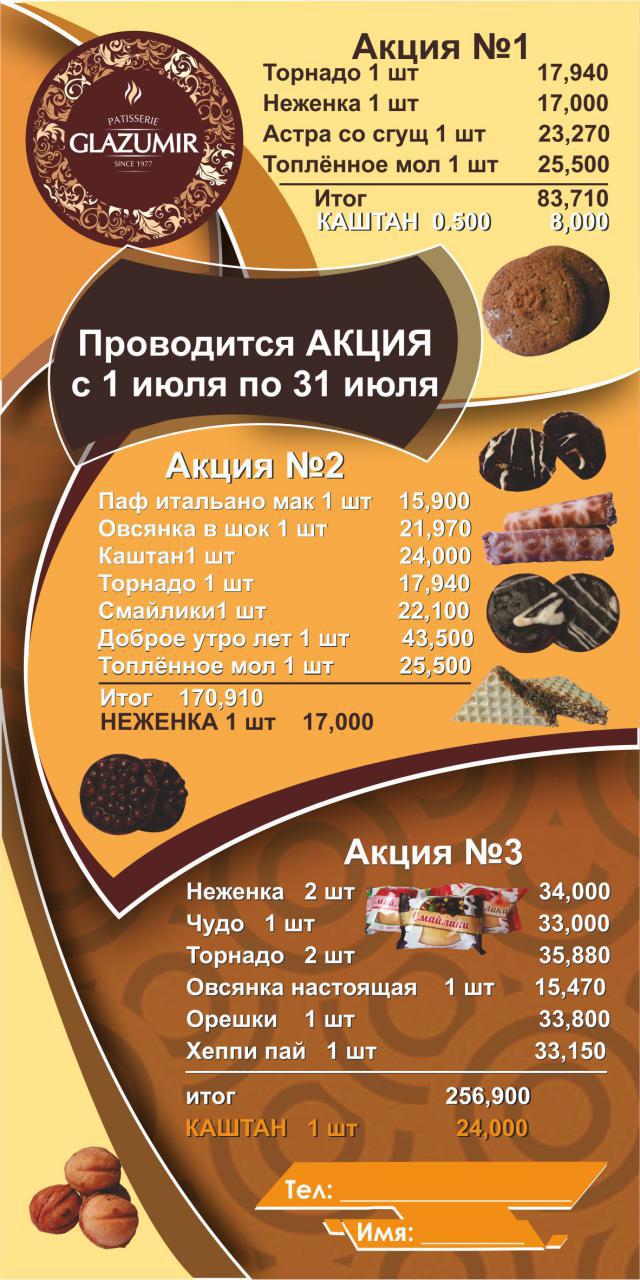 PATISSERIE
GLAZUMIR
SINCE 1977
Акция №1
Торнадо 1 шт 17,940
Неженка 1 шт 17,000
Астра со сгущ 1 шт 23,270
Топлённое мол 1 шт 25,500
Итог 83,710
КАШТАН 0.500 8,000
Проводится АКЦИЯ
с 1 июля по 31 июля
Акция №2
Паф итальано мак 1 шт 15,900
Овсянка в шок 1 шт 21,970
Каштан1 шт 24,000
Торнадо 1 шт 17,940
Смайлики1 шт 22,100
Доброе утро лет 1 шт 43,500
Топлённое мол 1 шт 25,500
Итог 170,910
НЕЖЕНКА 1 шт 17,000
Акция №3
Неженка 2 шт 34,000
Чудо 1 шт 33,000
Смайлики
Торнадо 2 шт 35,880
Овсянка настоящая 1 шт 15,470
Орешки 1 шт 33,800
Хеппи пай 1 шт 33,150
итог 256,900
КАШТАН 1 шт 24,000
Тел:
Имя: